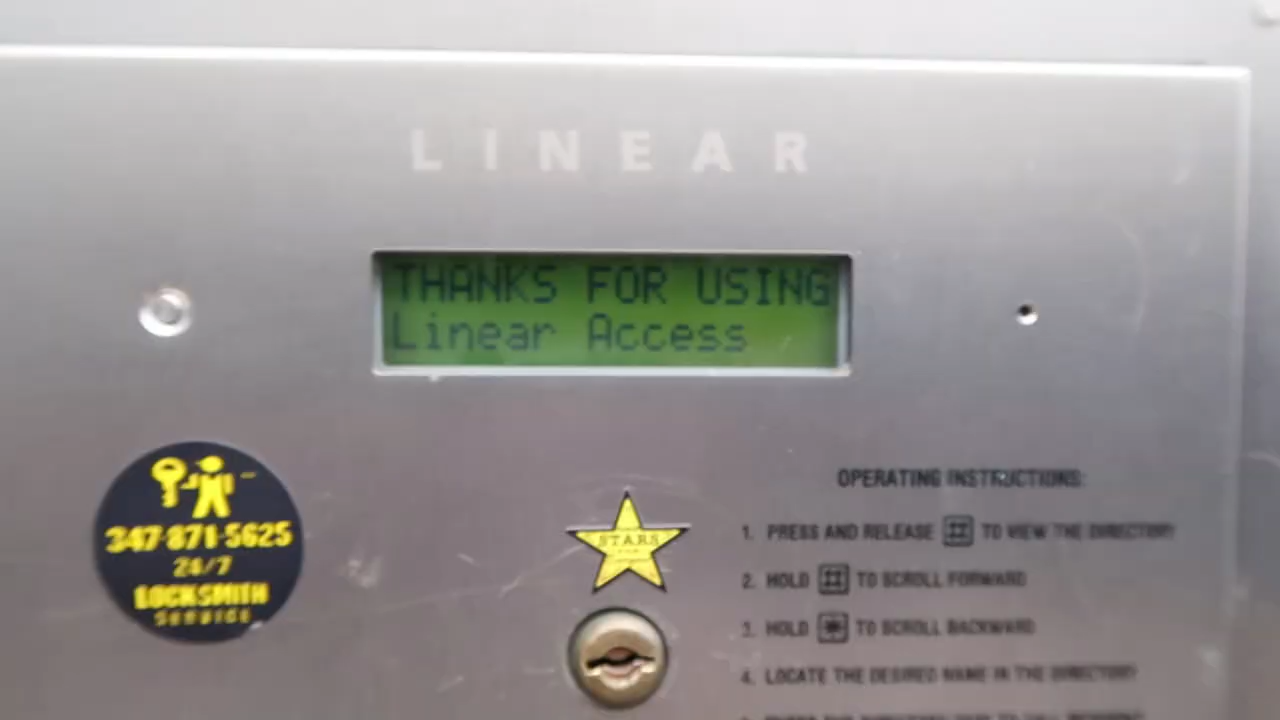 LINEAR
THANKS FOR USING
Linear Access
347-871-5625
24/7
LOCKSMITH
SERVICE
STARS
OPERATING INSTRUCTIONS:
1. PRESS AND RELEASE # TO VIEW THE DIRECTORY
2. HOLD # TO SCROLL FORWARD
3. HOLD * TO SCROLL BACKWARD
4. LOCATE THE DESIRED NAME IN THE DIRECTORY